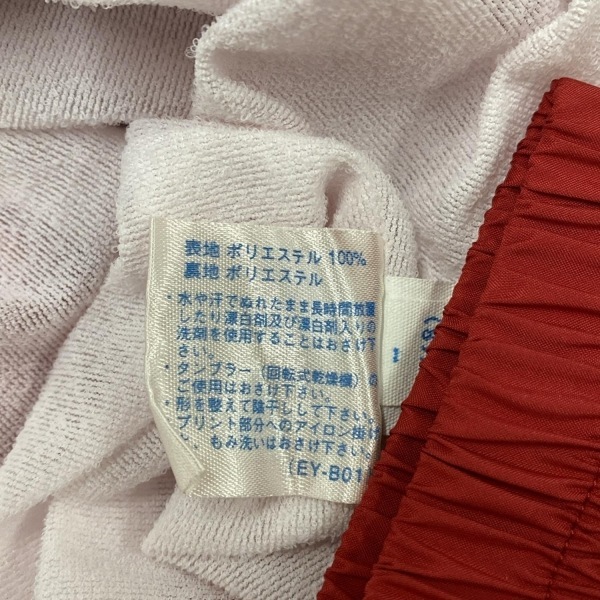 表地 ポリエステル 100%
裏地 ポリエステル
・水や汗でぬれたまま長時間放置
したり漂白剤及び漂白剤入りの
洗剤を使用することはおさけ下
さい。
・タンブラー（回転式乾燥機）の
ご使用はおさけ下さい。
・形を整えて陰干しして下さい。
プリント部分へのアイロン掛け
、もみ洗いはおさけ下さい。
(EY-B01